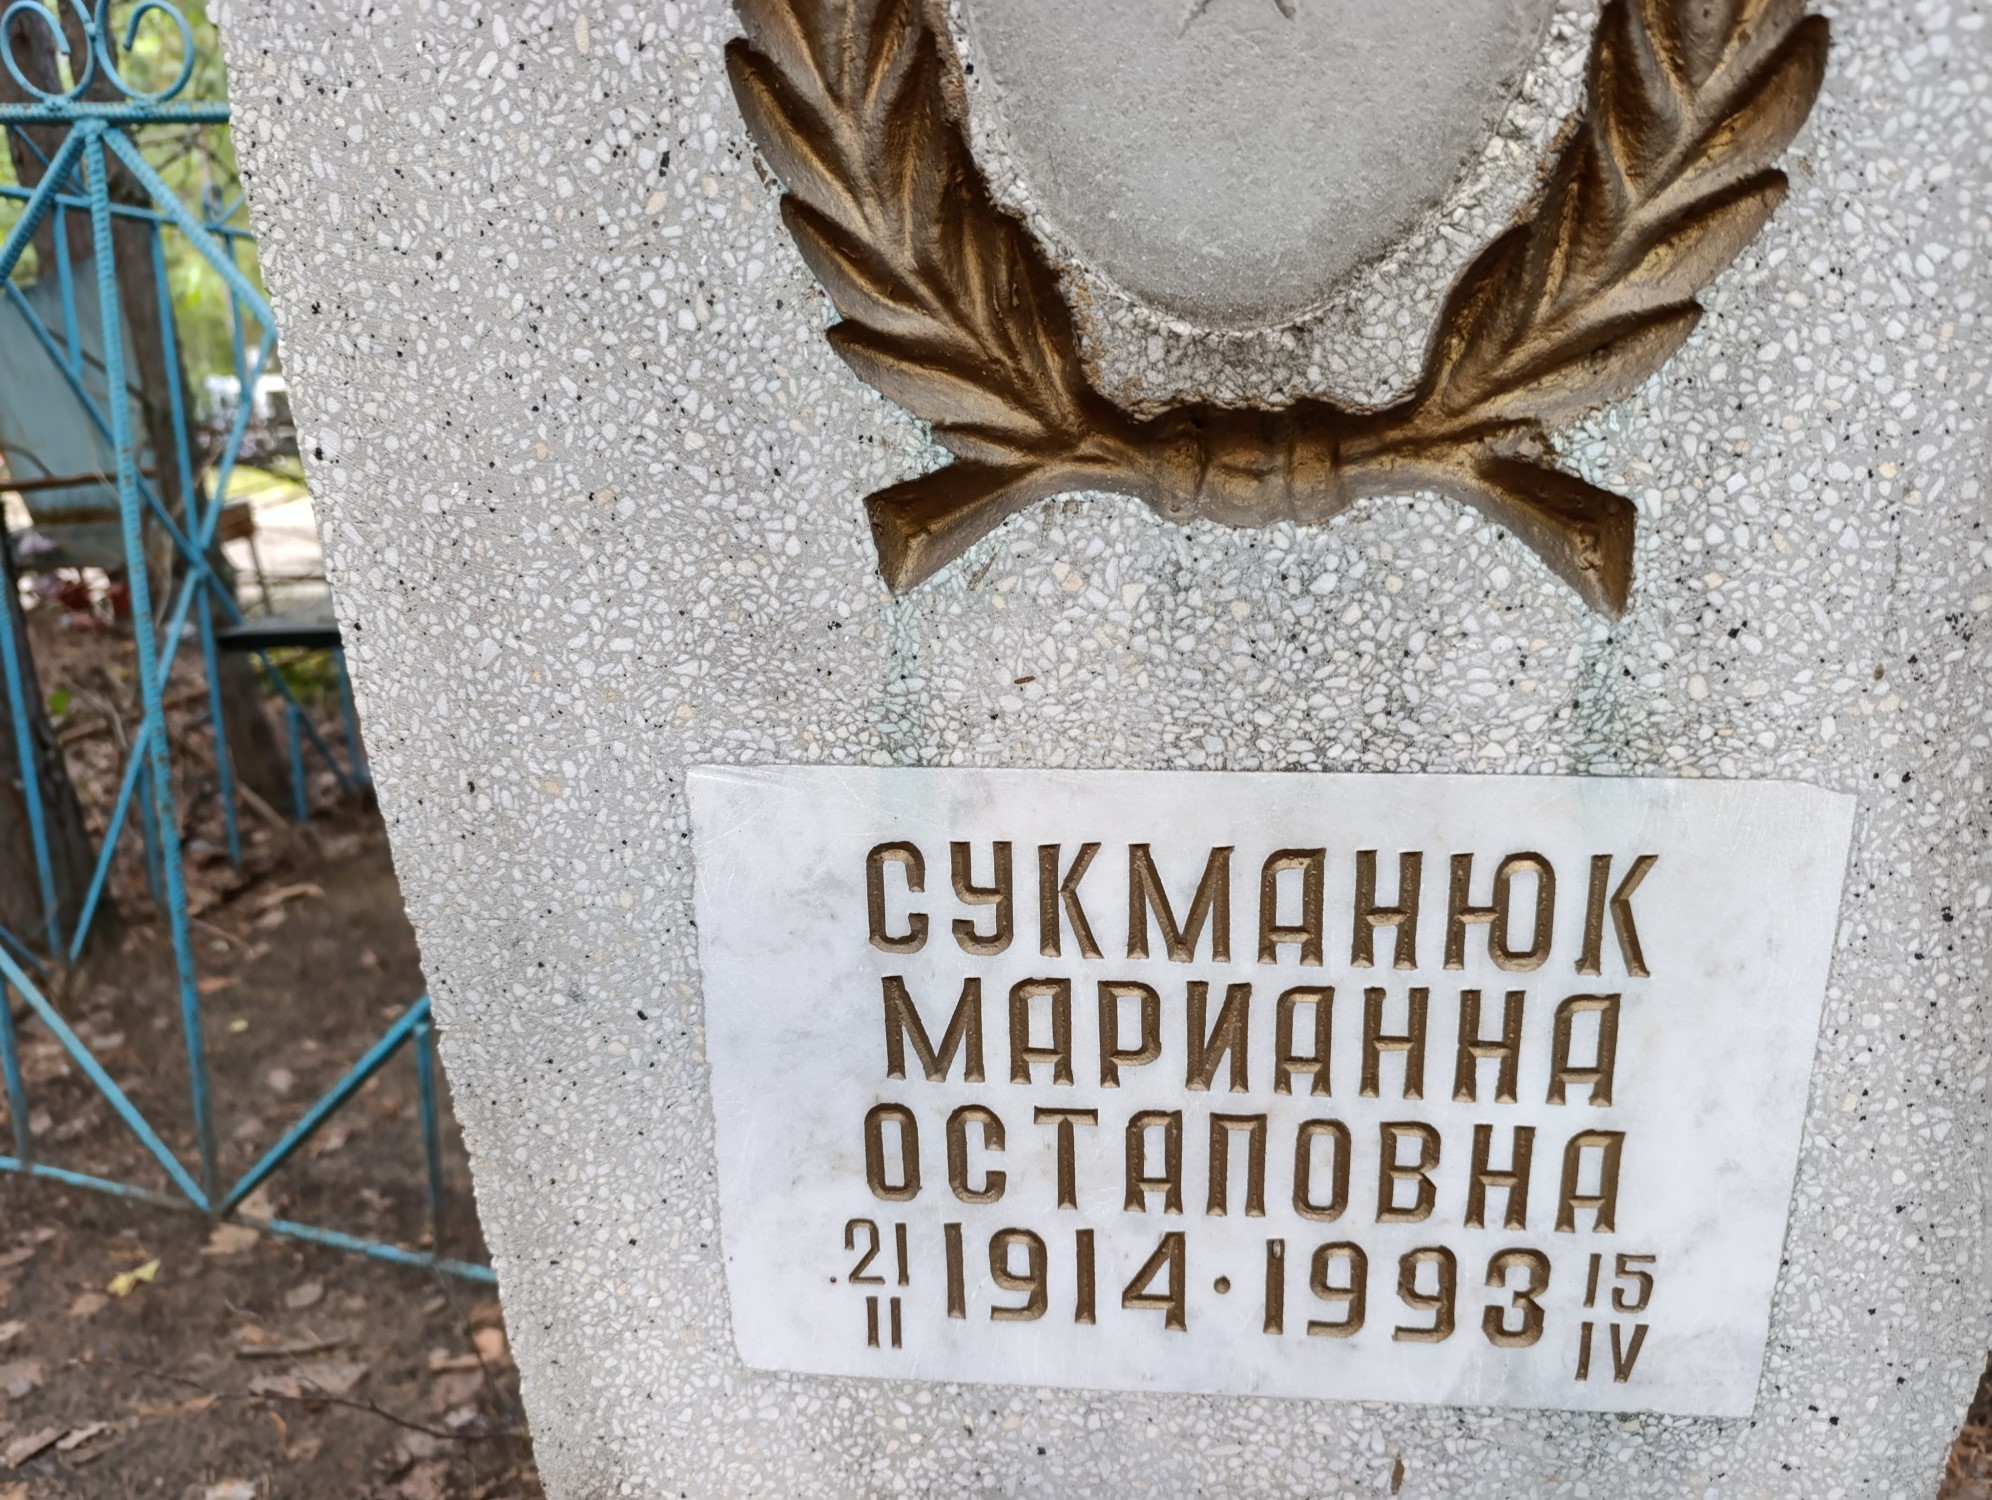 СУКМАНЮК
МАРИАННА
ОСТАПОВНА
21 II 1914 · 1993 15 IV